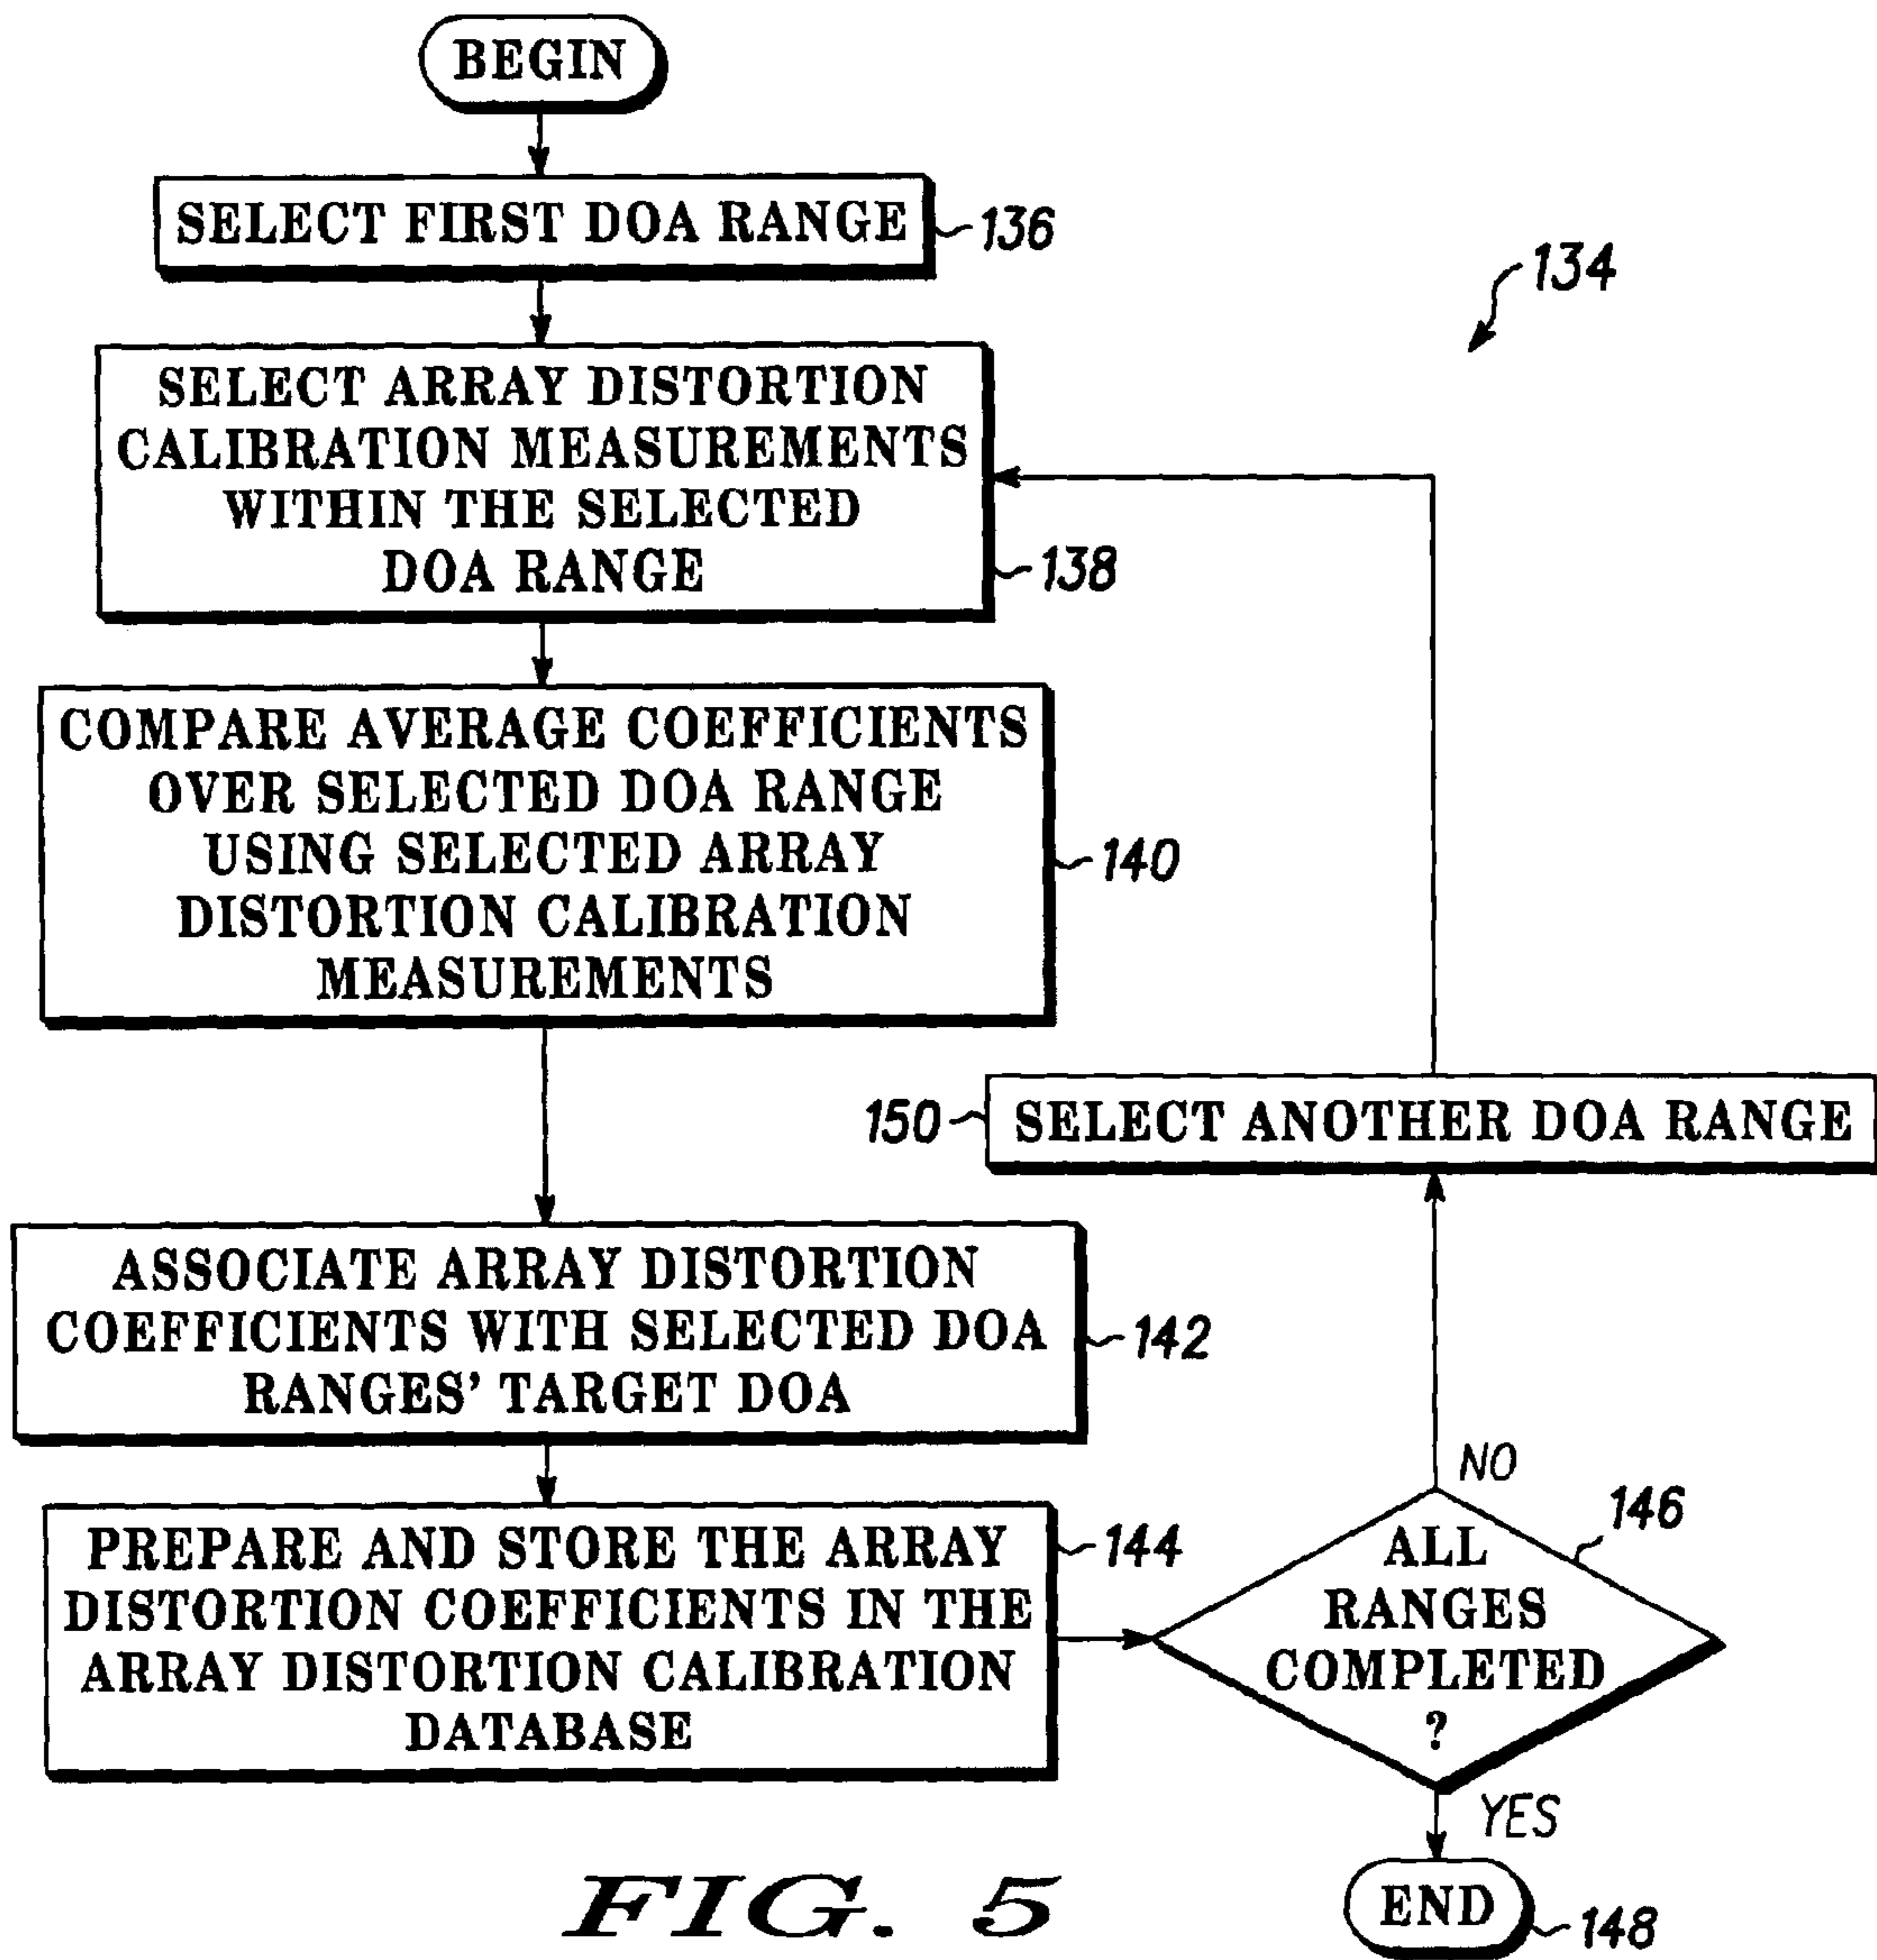 BEGIN
SELECT FIRST DOA RANGE
136
134
SELECT ARRAY DISTORTION
CALIBRATION MEASUREMENTS
WITHIN THE SELECTED
DOA RANGE
138
COMPARE AVERAGE COEFFICIENTS
OVER SELECTED DOA RANGE
USING SELECTED ARRAY
DISTORTION CALIBRATION
MEASUREMENTS
140
150
SELECT ANOTHER DOA RANGE
ASSOCIATE ARRAY DISTORTION
COEFFICIENTS WITH SELECTED DOA
RANGES' TARGET DOA
142
PREPARE AND STORE THE ARRAY
DISTORTION COEFFICIENTS IN THE
ARRAY DISTORTION CALIBRATION
DATABASE
144
NO
146
ALL
RANGES
COMPLETED
?
YES
END
148
FIG. 5